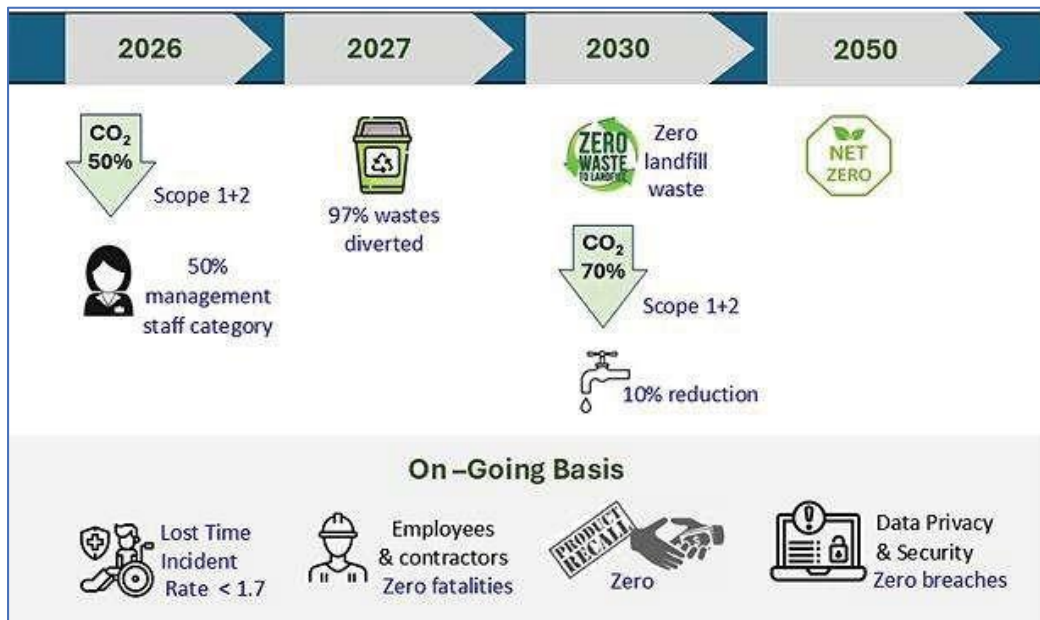 2026
2027
2030
2050
CO₂
50%
Scope 1+2
50%
management
staff category
97% wastes
diverted
ZERO
WASTE
TO LANDFILL
Zero
landfill
waste
CO₂
70%
Scope 1+2
10% reduction
NET
ZERO
On –Going Basis
Lost Time
Incident
Rate < 1.7
Employees
& contractors
Zero fatalities
PRODUCT
RECALL
Zero
Data Privacy
& Security
Zero breaches